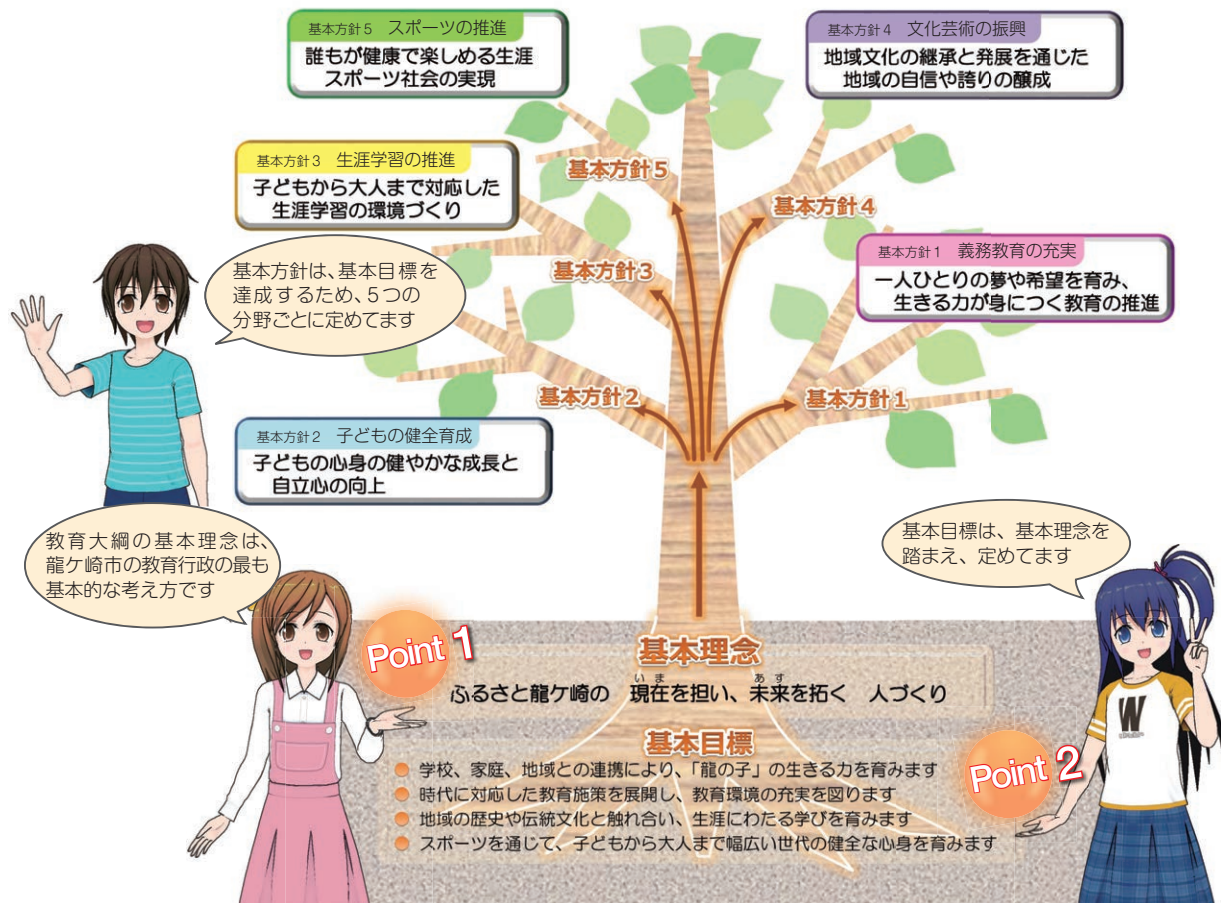 基本方針5 スポーツの推進
誰もが健康で楽しめる生涯
スポーツ社会の実現
基本方針4 文化芸術の振興
地域文化の継承と発展を通じた
地域の自信や誇りの醸成
基本方針3 生涯学習の推進
子どもから大人まで対応した
生涯学習の環境づくり
基本方針5
基本方針4
基本方針1 義務教育の充実
一人ひとりの夢や希望を育み、
生きる力が身につく教育の推進
基本方針は、基本目標を
達成するため、5つの
分野ごとに定めてます
基本方針3
基本方針2
基本方針1
基本方針2 子どもの健全育成
子どもの心身の健やかな成長と
自立心の向上
教育大綱の基本理念は、
龍ケ崎市の教育行政の最も
基本的な考え方です
基本目標は、基本理念を
踏まえ、定めてます
Point 1
基本理念
いま あす
ふるさと龍ケ崎の 現在を担い、未来を拓く 人づくり
基本目標
学校、家庭、地域との連携により、「龍の子」の生きる力を育みます
時代に対応した教育施策を展開し、教育環境の充実を図ります
地域の歴史や伝統文化と触れ合い、生涯にわたる学びを育みます
スポーツを通じて、子どもから大人まで幅広い世代の健全な心身を育みます
Point 2
W